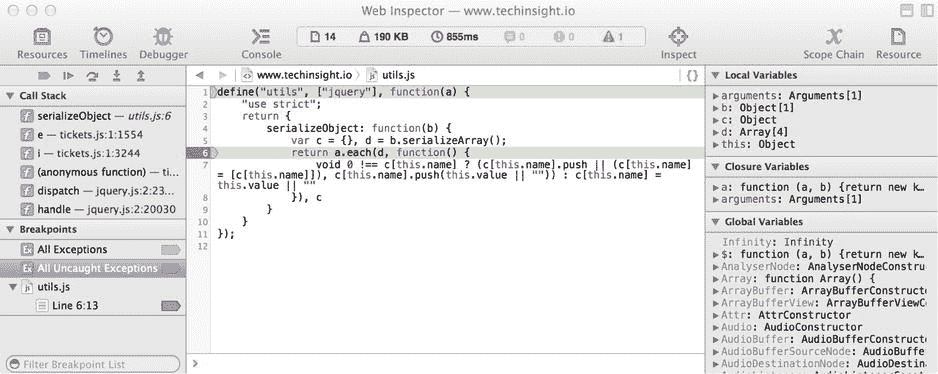 Web Inspector — www.techinsight.io
14
190 KB
855ms
0
0
1
Resources
Timelines
Debugger
Console
Inspect
Scope Chain
Resource
www.techinsight.io
utils.js
{}
Call Stack
serializeObject — utils.js:6
e — tickets.js:1:1554
i — tickets.js:1:3244
(anonymous function) — ti...
dispatch — jquery.js:2:23...
handle — jquery.js:2:20030
Breakpoints
Ex All Exceptions
Ex All Uncaught Exceptions
js utils.js
Line 6:13
Filter Breakpoint List
1 define("utils", ["jquery"], function(a) {
2 "use strict";
3 return {
4 serializeObject: function(b) {
5 var c = {}, d = b.serializeArray();
6 return a.each(d, function() {
7 void 0 !== c[this.name] ? (c[this.name].push || (c[this.name]
= [c[this.name]]), c[this.name].push(this.value || "")) : c[this.name] =
this.value || ""
8 }), c
9 }
10 }
11 });
12
>
Local Variables
arguments: Arguments[1]
b: Object[1]
c: Object
d: Array[4]
this: Object
Closure Variables
a: function (a, b) {return new k...
arguments: Arguments[1]
Global Variables
Infinity: Infinity
$: function (a, b) {return new k...
AnalyserNode: AnalyserNodeConstru
Array: function Array() {
ArrayBuffer: ArrayBufferConstructo
ArrayBufferView: ArrayBufferViewCo
Attr: AttrConstructor
Audio: AudioConstructor
AudioBuffer: AudioBufferConstructo
AudioBufferSourceNode: AudioBuffer
AudioDestinationNode: AudioDestina